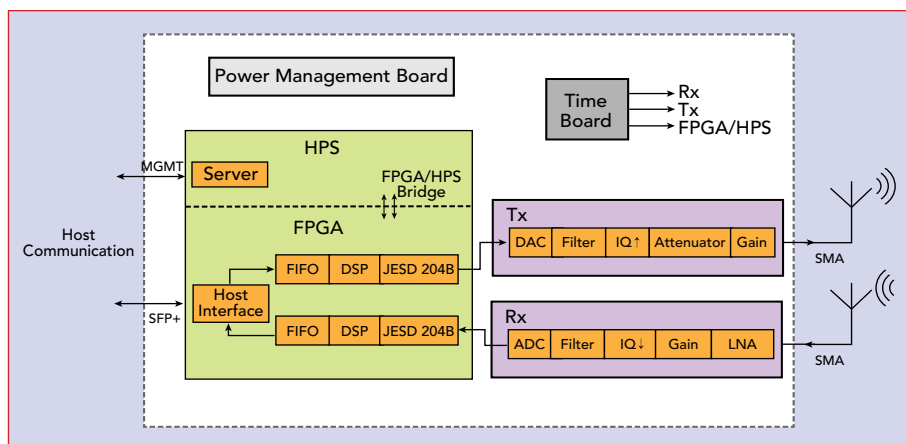 Power Management Board
Time
Board
Rx
Tx
FPGA/HPS
HPS
MGMT
Server
FPGA/HPS
Bridge
FPGA
Host
Communication
FIFO DSP JESD 204B
Host
Interface
SFP+
FIFO DSP JESD 204B
Tx
DAC Filter IQ↑ Attenuator Gain
SMA
Rx
ADC Filter IQ↓ Gain LNA
SMA